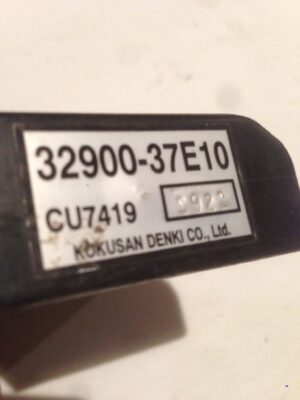 32900-37E10
CU7419
KOKUSAN DENKI CO., Ltd.